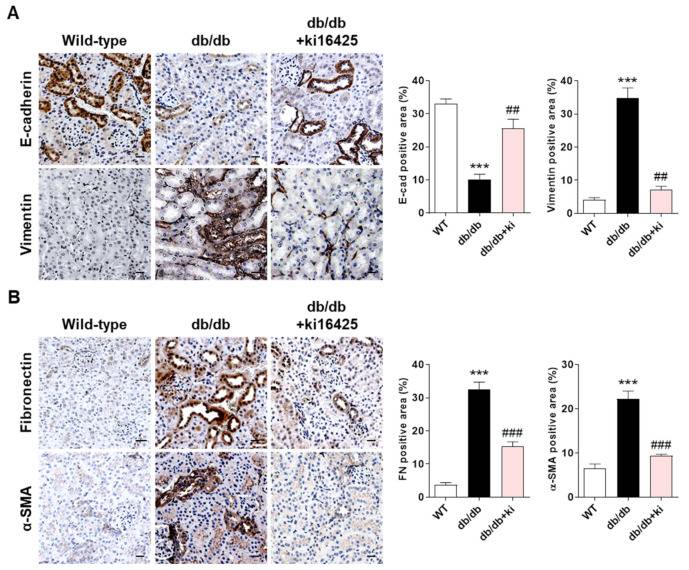 A
Wild-type
db/db
db/db
+ki16425
E-cadherin
Vimentin
E-cad positive area (%)
40
30
20
10
0
***
##
WT
db/db
db/db+ki
Vimentin positive area (%)
40
30
20
10
0
***
##
WT
db/db
db/db+ki
B
Wild-type
db/db
db/db
+ki16425
Fibronectin
α-SMA
FN positive area (%)
40
30
20
10
0
***
###
WT
db/db
db/db+ki
α-SMA positive area (%)
30
20
10
0
***
###
WT
db/db
db/db+ki